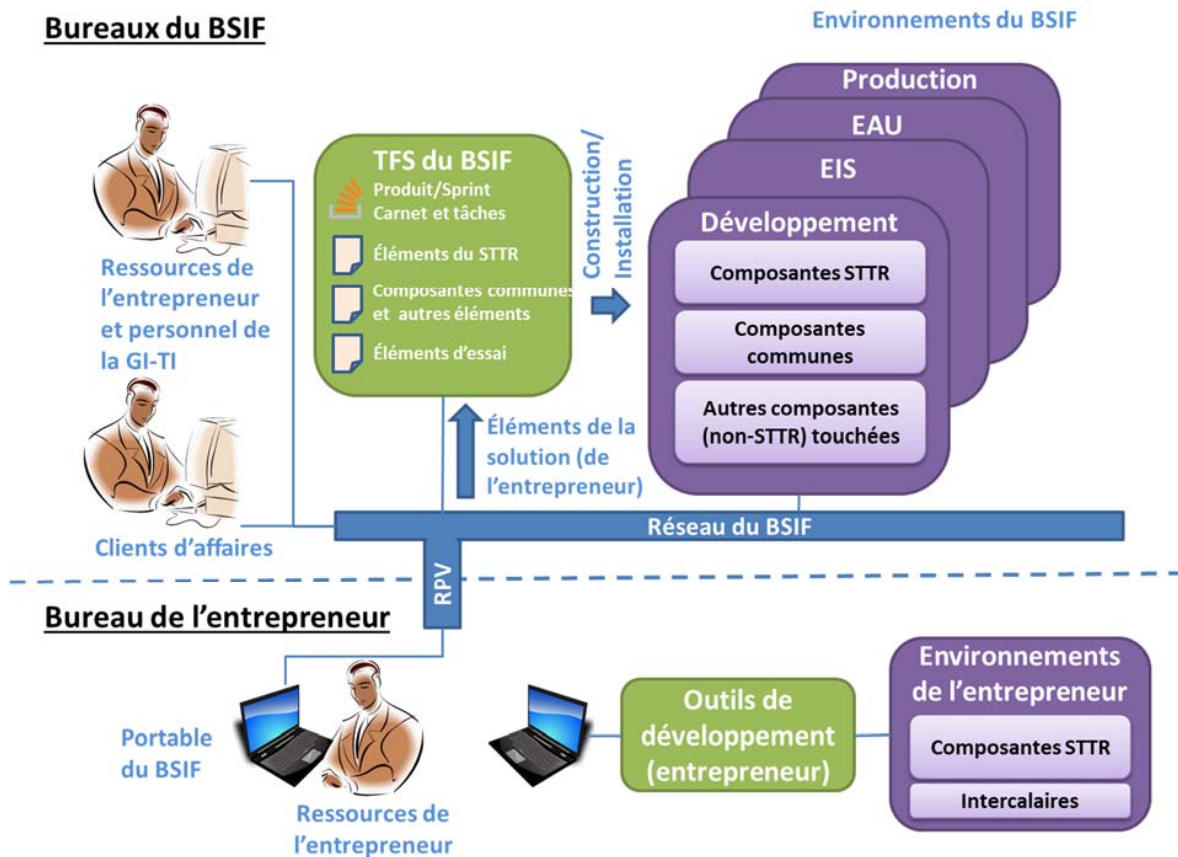 Bureaux du BSIF
Environnements du BSIF
Production
EAU
EIS
Développement
Composantes STTR
Composantes
communes
Autres composantes
(non-STTR) touchées
TFS du BSIF
Produit/Sprint
Carnet et tâches
Éléments du STTR
Composantes communes
et autres éléments
Éléments d'essai
Construction/
Installation
Ressources de
l'entrepreneur
et personnel de
la GI-TI
Clients d'affaires
Éléments de la
solution (de
l'entrepreneur)
Réseau du BSIF
RPV
Bureau de l'entrepreneur
Portable
du BSIF
Ressources de
l'entrepreneur
Outils de
développement
(entrepreneur)
Environnements
de l'entrepreneur
Composantes STTR
Intercalaires